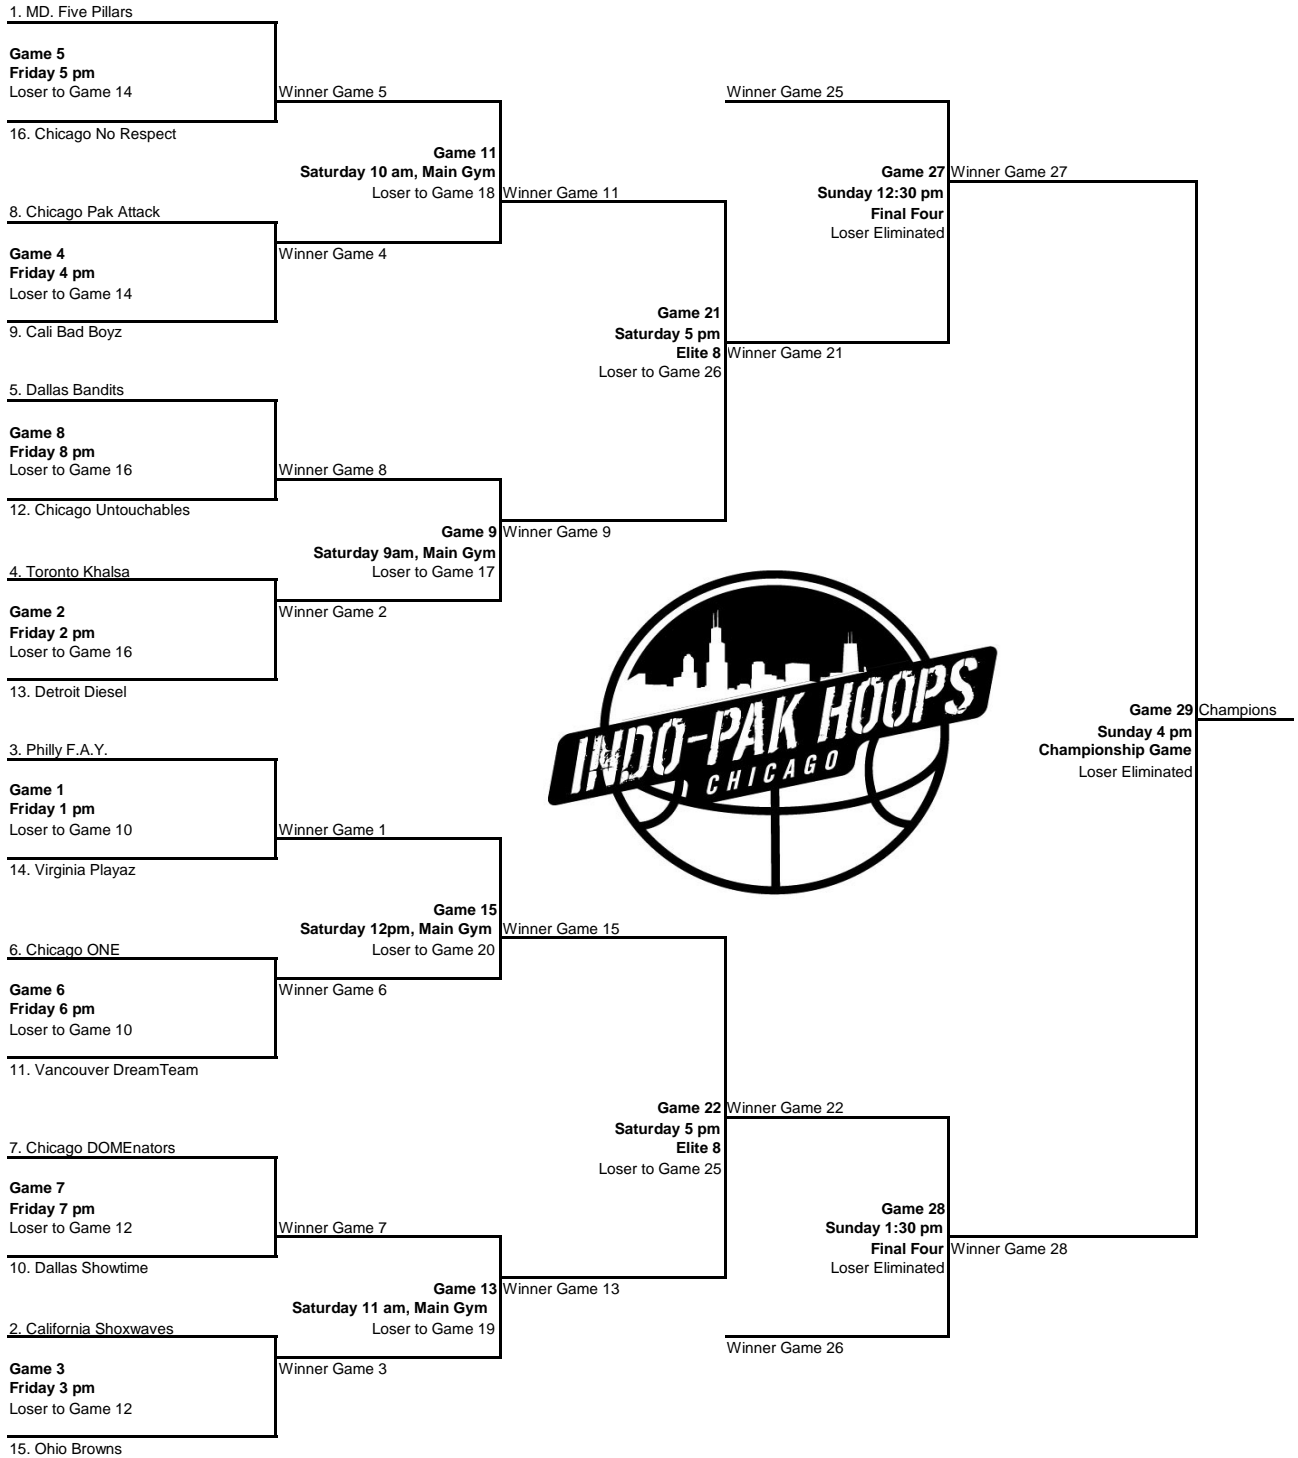 1. MD. Five Pillars
Game 5
Friday 5 pm
Loser to Game 14
16. Chicago No Respect
8. Chicago Pak Attack
Game 4
Friday 4 pm
Loser to Game 14
9. Cali Bad Boyz
5. Dallas Bandits
Game 8
Friday 8 pm
Loser to Game 16
12. Chicago Untouchables
4. Toronto Khalsa
Game 2
Friday 2 pm
Loser to Game 16
13. Detroit Diesel
3. Philly F.A.Y.
Game 1
Friday 1 pm
Loser to Game 10
14. Virginia Playaz
6. Chicago ONE
Game 6
Friday 6 pm
Loser to Game 10
11. Vancouver DreamTeam
7. Chicago DOMEnators
Game 7
Friday 7 pm
Loser to Game 12
10. Dallas Showtime
2. California Shoxwaves
Game 3
Friday 3 pm
Loser to Game 12
15. Ohio Browns
Winner Game 5
Game 11
Saturday 10 am, Main Gym
Loser to Game 18
Winner Game 4
Winner Game 8
Game 9
Saturday 9am, Main Gym
Loser to Game 17
Winner Game 2
Winner Game 1
Game 15
Saturday 12pm, Main Gym
Loser to Game 20
Winner Game 6
Winner Game 7
Game 13
Saturday 11 am, Main Gym
Loser to Game 19
Winner Game 3
Winner Game 11
Game 21
Saturday 5 pm
Elite 8
Loser to Game 26
Winner Game 9
INDO-PAK HOOPS
CHICAGO
Winner Game 15
Game 22
Saturday 5 pm
Elite 8
Loser to Game 25
Winner Game 13
Winner Game 25
Game 27
Sunday 12:30 pm
Final Four
Loser Eliminated
Winner Game 21
Winner Game 22
Game 28
Sunday 1:30 pm
Final Four
Loser Eliminated
Winner Game 26
Winner Game 27
Game 29
Sunday 4 pm
Championship Game
Loser Eliminated
Winner Game 28
Champions